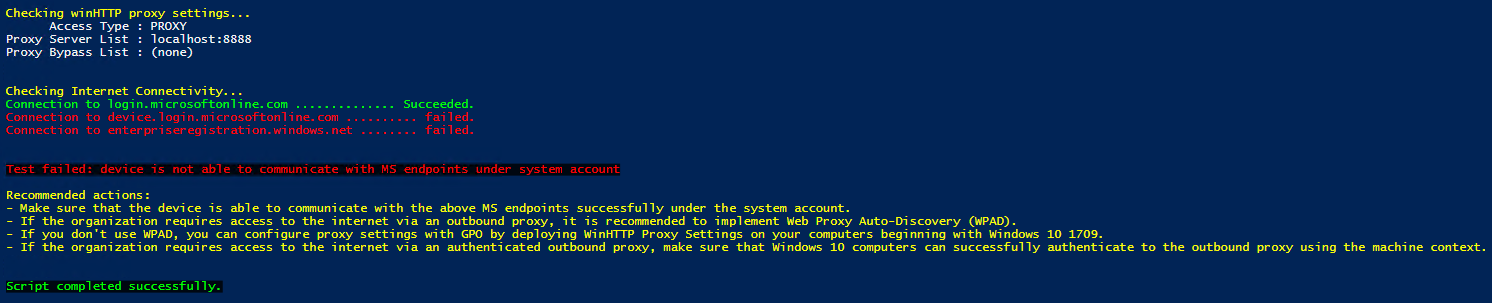 Checking winHTTP proxy settings...
Access Type : PROXY
Proxy Server List : localhost:8888
Proxy Bypass List : (none)
Checking Internet Connectivity...
Connection to login.microsoftonline.com .............. Succeeded.
Connection to device.login.microsoftonline.com .......... failed.
Connection to enterpriseregistration.windows.net ........ failed.
Test failed: device is not able to communicate with MS endpoints under system account
Recommended actions:
- Make sure that the device is able to communicate with the above MS endpoints successfully under the system account.
- If the organization requires access to the internet via an outbound proxy, it is recommended to implement Web Proxy Auto-Discovery (WPAD).
- If you don't use WPAD, you can configure proxy settings with GPO by deploying WinHTTP Proxy Settings on your computers beginning with Windows 10 1709.
- If the organization requires access to the internet via an authenticated outbound proxy, make sure that Windows 10 computers can successfully authenticate to the outbound proxy using the machine context.
Script completed successfully.